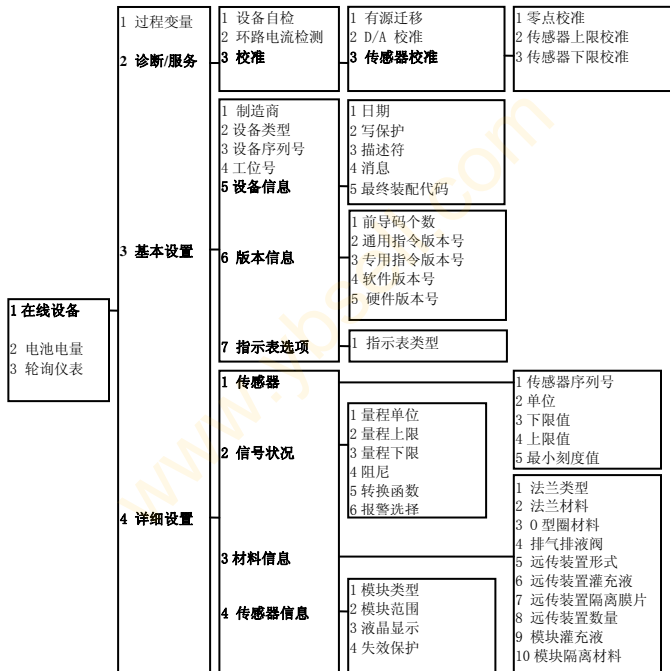 1 在线设备
2 电池电量
3 轮询仪表
1 过程变量
2 诊断/服务
3 基本设置
4 详细设置
1 设备自检
2 环路电流检测
3 校准
1 有源迁移
2 D/A 校准
3 传感器校准
1 零点校准
2 传感器上限校准
3 传感器下限校准
1 制造商
2 设备类型
3 设备序列号
4 工位号
5 设备信息
6 版本信息
7 指示表选项
1 日期
2 写保护
3 描述符
4 消息
5 最终装配代码
1 前导码个数
2 通用指令版本号
3 专用指令版本号
4 软件版本号
5 硬件版本号
1 指示表类型
1 传感器
2 信号状况
3 材料信息
4 传感器信息
1 传感器序列号
2 单位
3 下限值
4 上限值
5 最小刻度值
1 量程单位
2 量程上限
3 量程下限
4 阻尼
5 转换函数
6 报警选择
1 法兰类型
2 法兰材料
3 O 型圈材料
4 排气排液阀
5 远传装置形式
6 远传装置灌充液
7 远传装置隔离膜片
8 远传装置数量
9 模块灌充液
10 模块隔离材料
1 模块类型
2 模块范围
3 液晶显示
4 失效保护